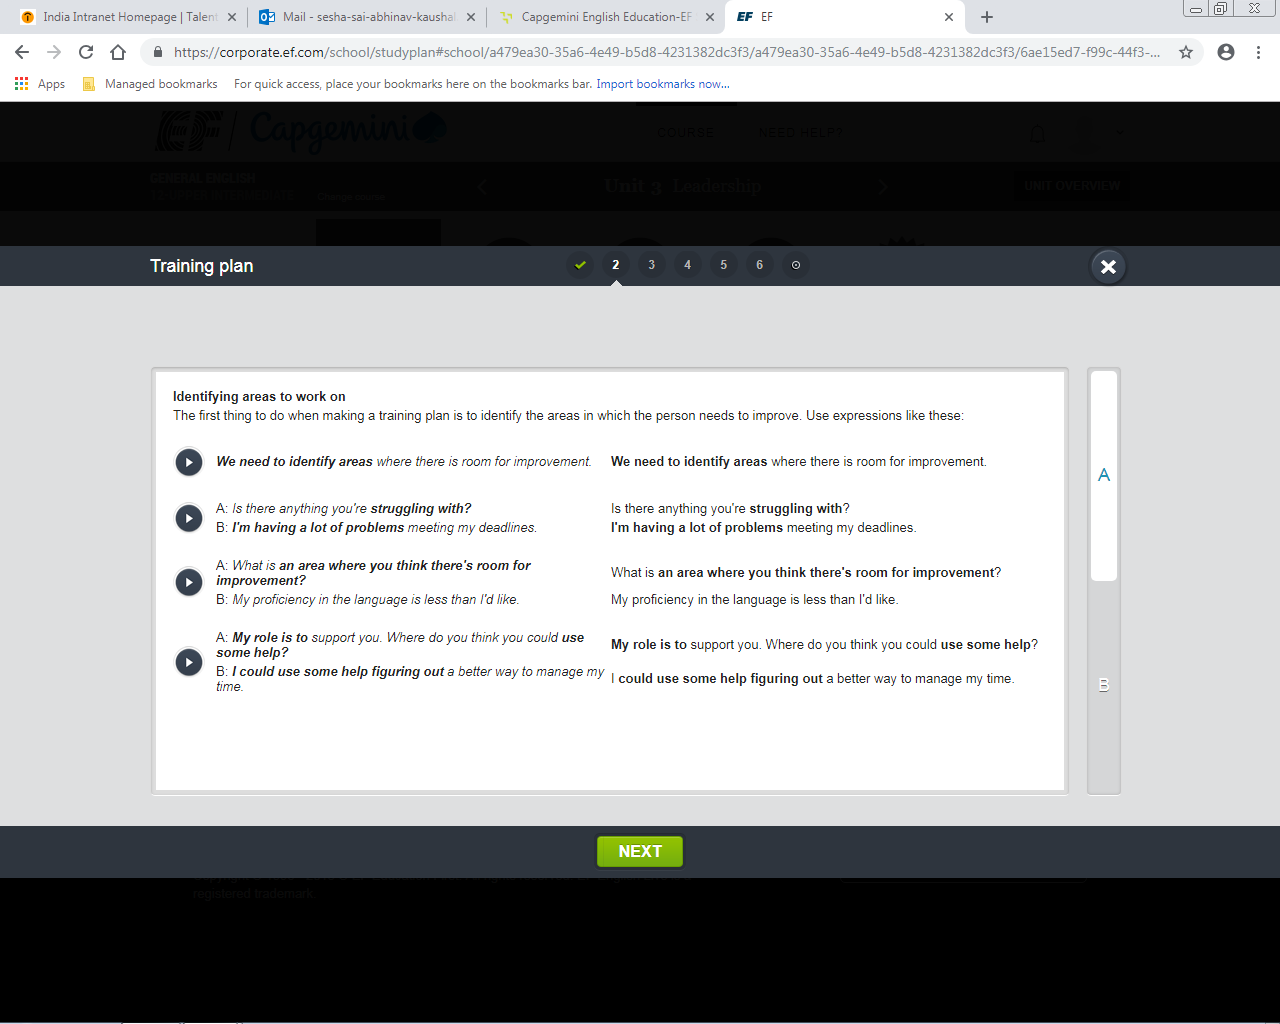 India Intranet Homepage | Talent
Mail - sesha-sai-abhinav-kaushal
Capgemini English Education-EF
EF EF
https://corporate.ef.com/school/studyplan#school/a479ea30-35a6-4e49-b5d8-4231382dc3f3/a479ea30-35a6-4e49-b5d8-4231382dc3f3/6ae15ed7-f99c-44f3-...
Apps Managed bookmarks For quick access, place your bookmarks here on the bookmarks bar. Import bookmarks now...
EF Capgemini
COURSE NEED HELP?
GENERAL ENGLISH
Unit 3 Leadership
UNIT OVERVIEW
Change course
Training plan
2 3 4 5 6
Identifying areas to work on
The first thing to do when making a training plan is to identify the areas in which the person needs to improve. Use expressions like these:
We need to identify areas where there is room for improvement. We need to identify areas where there is room for improvement.
A: Is there anything you're struggling with? Is there anything you're struggling with?
B: I'm having a lot of problems meeting my deadlines. I'm having a lot of problems meeting my deadlines.
A: What is an area where you think there's room for
improvement?
What is an area where you think there's room for improvement?
B: My proficiency in the language is less than I'd like. My proficiency in the language is less than I'd like.
A: My role is to support you. Where do you think you could use
some help?
My role is to support you. Where do you think you could use some help?
B: I could use some help figuring out a better way to manage my
time.
I could use some help figuring out a better way to manage my time.
A
B
NEXT
registered trademark